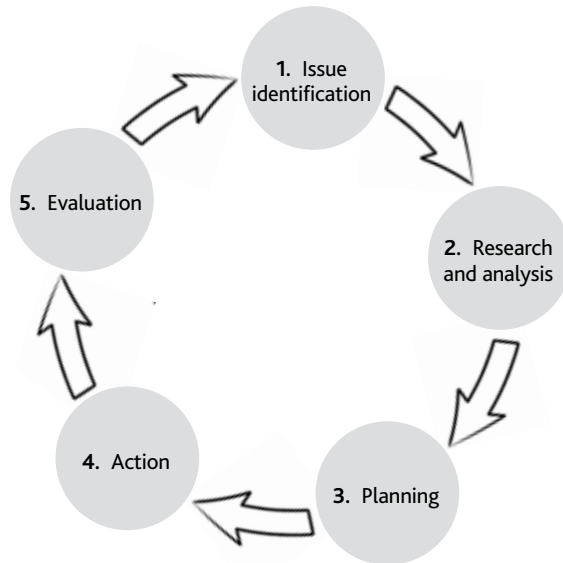 1. Issue
identification
2. Research
and analysis
3. Planning
4. Action
5. Evaluation